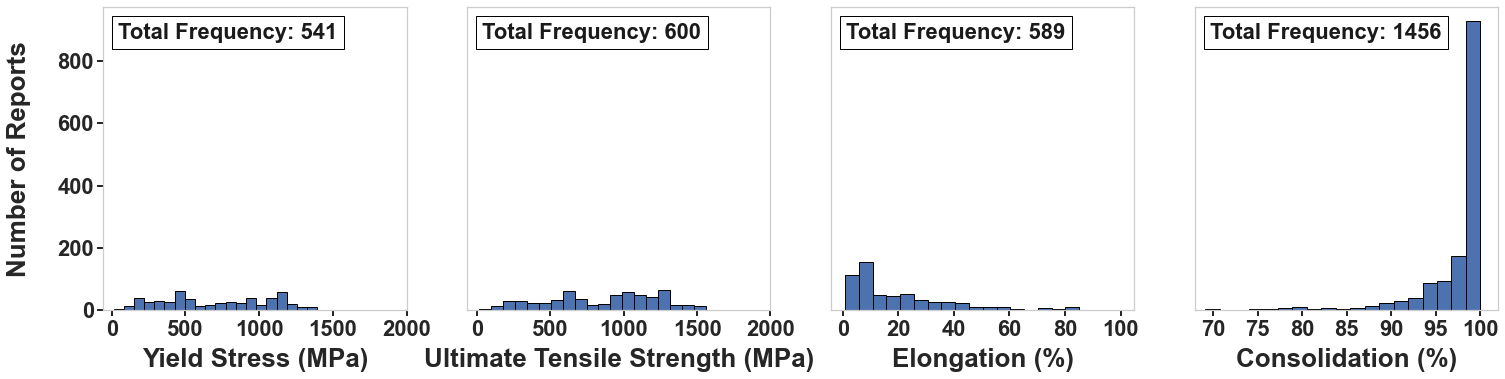 Total Frequency: 541
Total Frequency: 600
Total Frequency: 589
Total Frequency: 1456
Number of Reports
800
600
400
200
0
0 500 1000 1500 2000
0 500 1000 1500 2000
0 20 40 60 80 100
70 75 80 85 90 95 100
Yield Stress (MPa)
Ultimate Tensile Strength (MPa)
Elongation (%)
Consolidation (%)